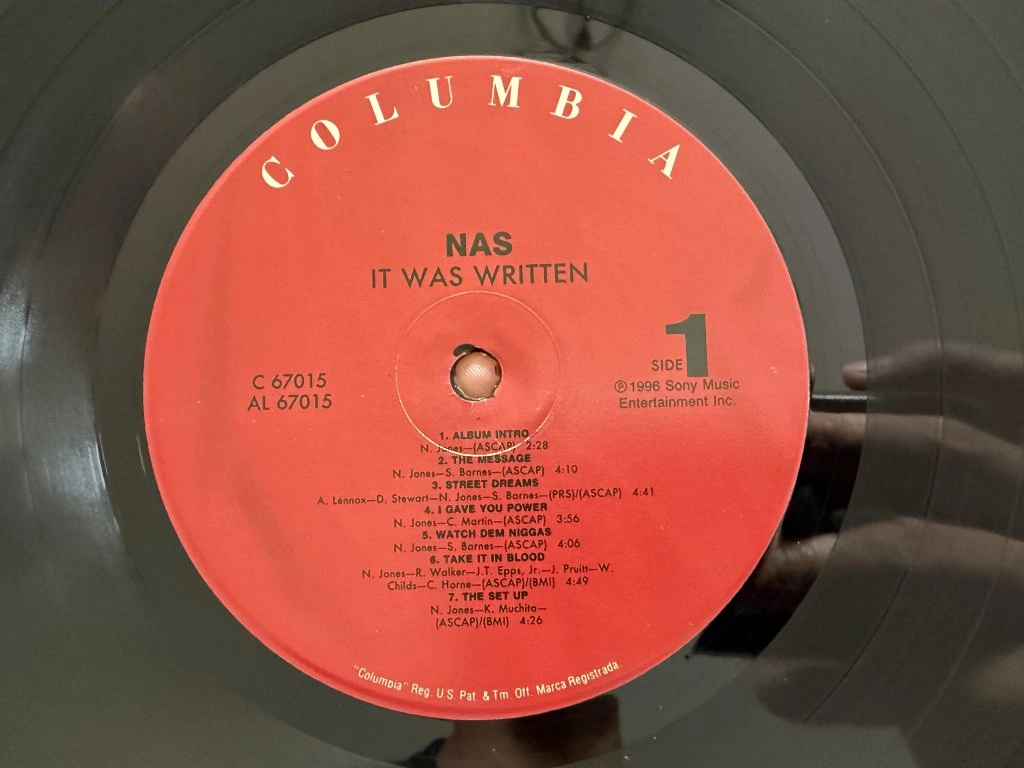 COLUMBIA
NAS
IT WAS WRITTEN
SIDE 1
C 67015
AL 67015
℗1996 Sony Music
Entertainment Inc.
1. ALBUM INTRO
N. Jones—(ASCAP) 2:28
2. THE MESSAGE
N. Jones—S. Barnes—(ASCAP) 4:10
3. STREET DREAMS
A. Lennox—D. Stewart—N. Jones—S. Barnes—(PRS)/(ASCAP) 4:41
4. I GAVE YOU POWER
N. Jones—C. Martin—(ASCAP) 3:56
5. WATCH DEM NIGGAS
N. Jones—S. Barnes—(ASCAP) 4:06
6. TAKE IT IN BLOOD
N. Jones—R. Walker—J.T. Epps, Jr.—J. Pruitt—W.
Childs—C. Horne—(ASCAP)/(BMI) 4:49
7. THE SET UP
N. Jones—K. Muchita—
(ASCAP)/(BMI) 4:26
"Columbia" Reg. U.S. Pat. & Tm. Off. Marca Registrada.